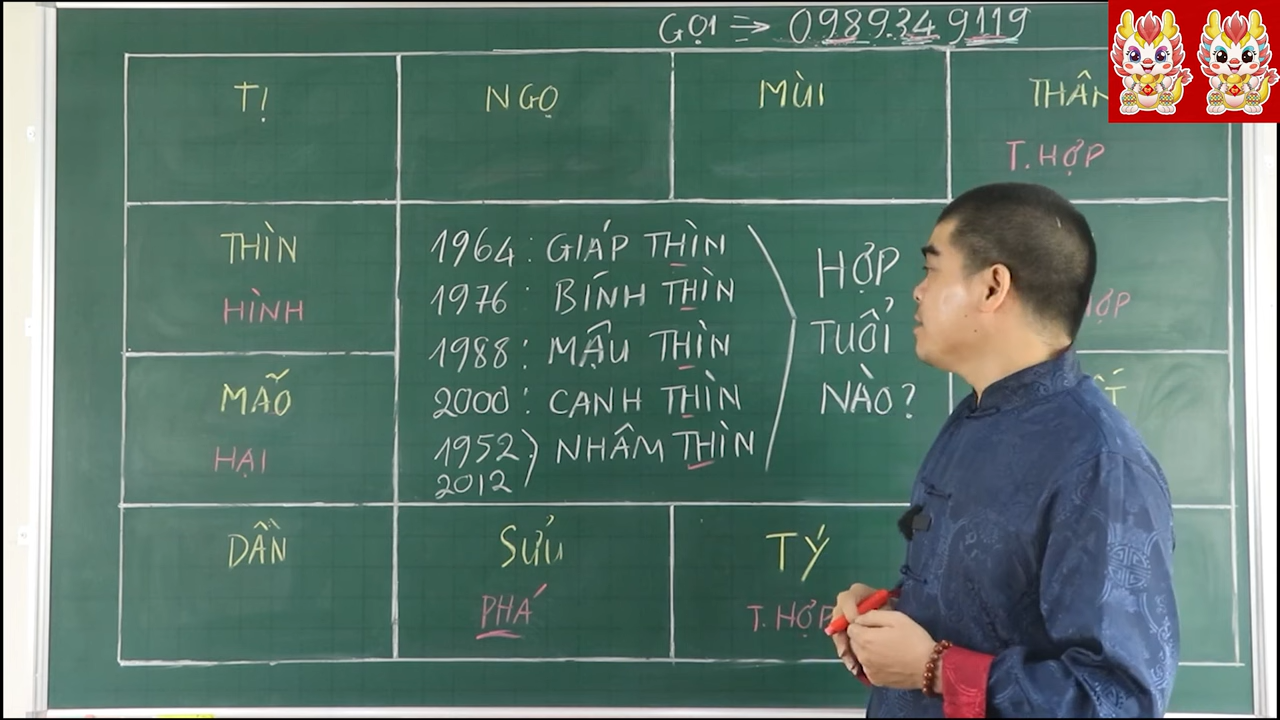 GỌI => 0989349119
TỊ
NGỌ
MÙI
THÂN
T.HỢP
THÌN
HÌNH
1964: GIÁP THÌN
1976: BÍNH THÌN
1988: MẬU THÌN
2000: CANH THÌN
1952
2012
NHÂM THÌN
HỢP
TUỔI
NÀO?
MÃO
HẠI
DẦN
SỬU
PHÁ
TÝ
T.HỢP